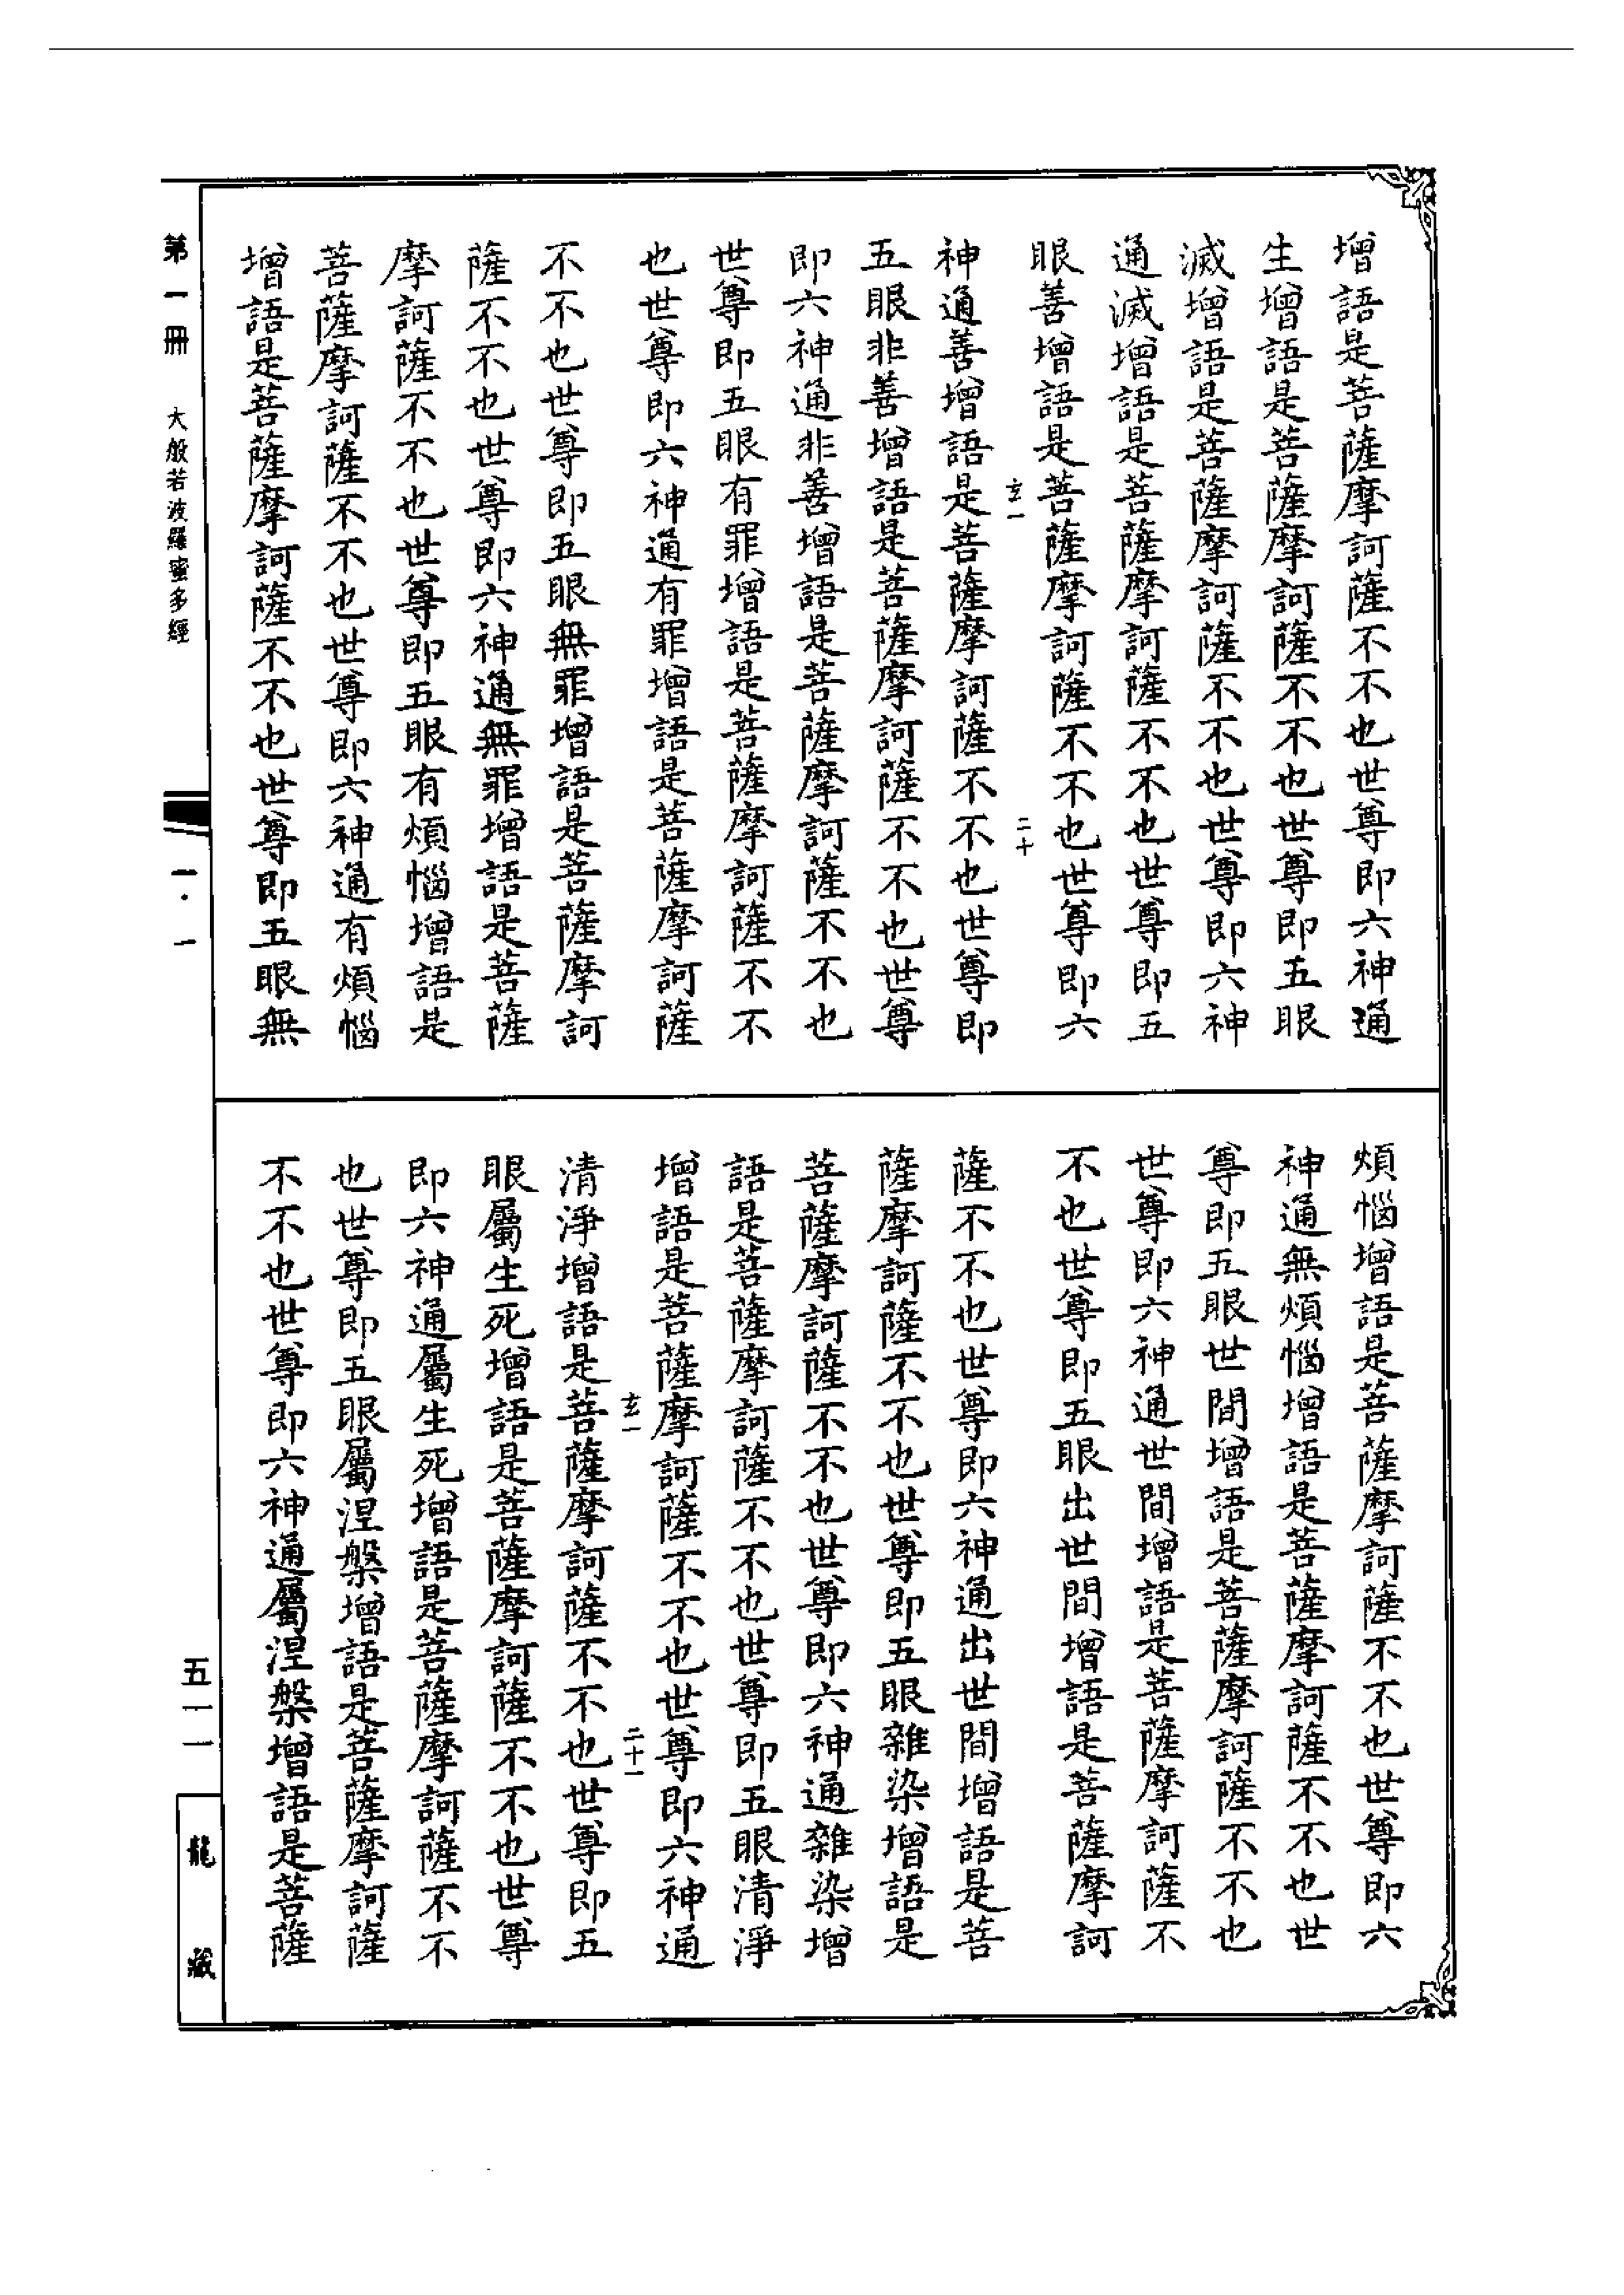 增語是菩薩摩訶薩不不也世尊即六神通
生增語是菩薩摩訶薩不不也世尊即五眼
滅增語是菩薩摩訶薩不不也世尊即六神
通滅增語是菩薩摩訶薩不不也世尊即五
眼善增語是菩薩摩訶薩不不也世尊即六
玄一 二十
神通善增語是菩薩摩訶薩不不也世尊即
五眼非善增語是菩薩摩訶薩不不也世尊
即六神通非善增語是菩薩摩訶薩不不也
世尊即五眼有罪增語是菩薩摩訶薩不不
也世尊即六神通有罪增語是菩薩摩訶薩
不不也世尊即五眼無罪增語是菩薩摩訶
薩不不也世尊即六神通無罪增語是菩薩
摩訶薩不不也世尊即五眼有煩惱增語是
菩薩摩訶薩不不也世尊即六神通有煩惱
增語是菩薩摩訶薩不不也世尊即五眼無
煩惱增語是菩薩摩訶薩不不也世尊即六
神通無煩惱增語是菩薩摩訶薩不不也世
尊即五眼世間增語是菩薩摩訶薩不不也
世尊即六神通世間增語是菩薩摩訶薩不
不也世尊即五眼出世間增語是菩薩摩訶
薩不不也世尊即六神通出世間增語是菩
薩摩訶薩不不也世尊即五眼雜染增語是
菩薩摩訶薩不不也世尊即六神通雜染增
語是菩薩摩訶薩不不也世尊即五眼清淨
增語是菩薩摩訶薩不不也世尊即六神通
玄一 二十一
清淨增語是菩薩摩訶薩不不也世尊即五
眼屬生死增語是菩薩摩訶薩不不也世尊
即六神通屬生死增語是菩薩摩訶薩不不
也世尊即五眼屬涅槃增語是菩薩摩訶薩
不不也世尊即六神通屬涅槃增語是菩薩
第一冊 大般若波羅蜜多經 一·一
五一一
龍藏